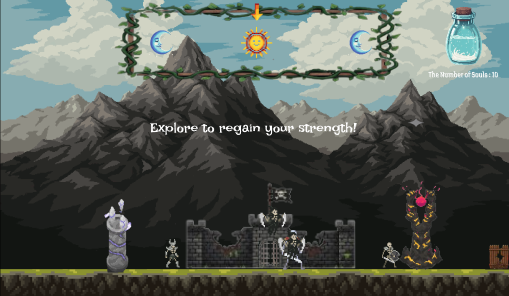 The Number of Souls : 10
Explore to regain your strength!